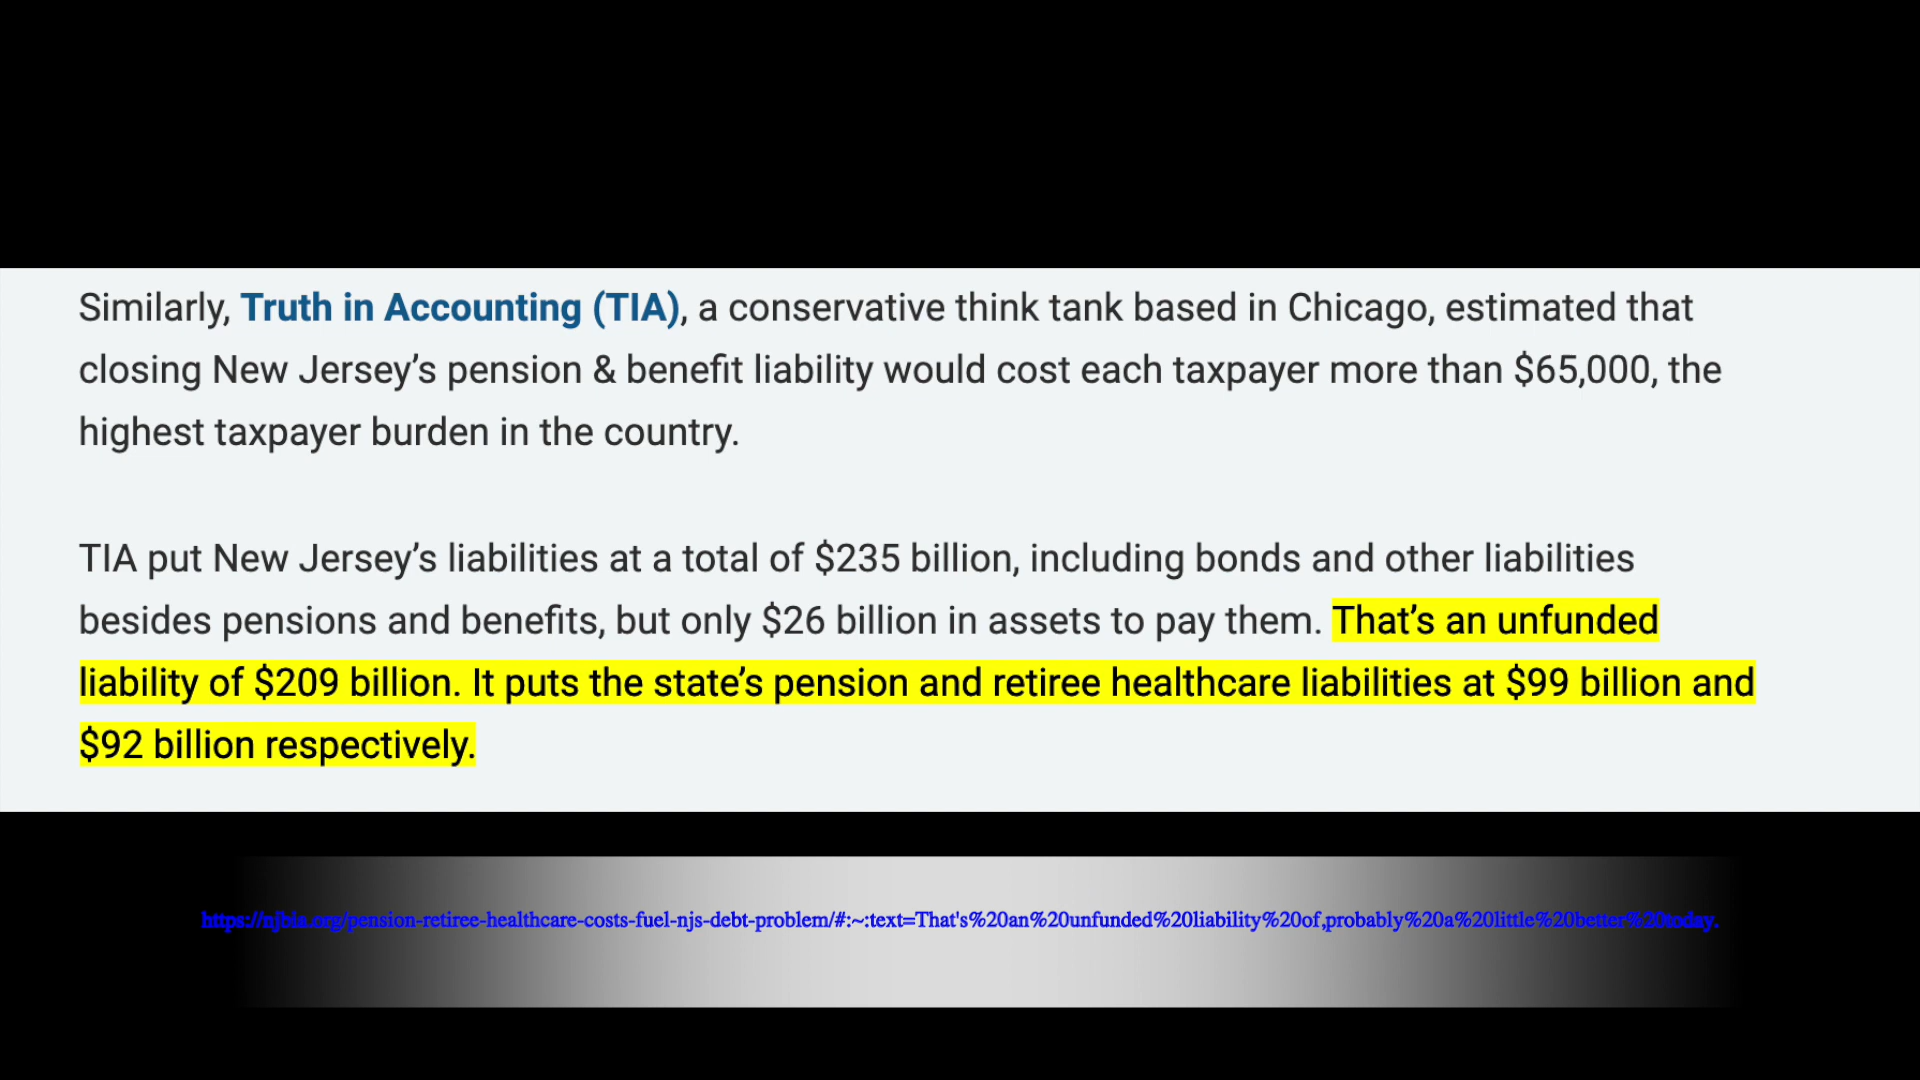 Similarly, Truth in Accounting (TIA), a conservative think tank based in Chicago, estimated that
closing New Jersey’s pension & benefit liability would cost each taxpayer more than $65,000, the
highest taxpayer burden in the country.
TIA put New Jersey’s liabilities at a total of $235 billion, including bonds and other liabilities
besides pensions and benefits, but only $26 billion in assets to pay them. That’s an unfunded
liability of $209 billion. It puts the state’s pension and retiree healthcare liabilities at $99 billion and
$92 billion respectively.
https://njbia.org/pension-retiree-healthcare-costs-fuel-njs-debt-problem/#:~:text=That's%20an%20unfunded%20liability%20of,probably%20a%20little%20better%20today.